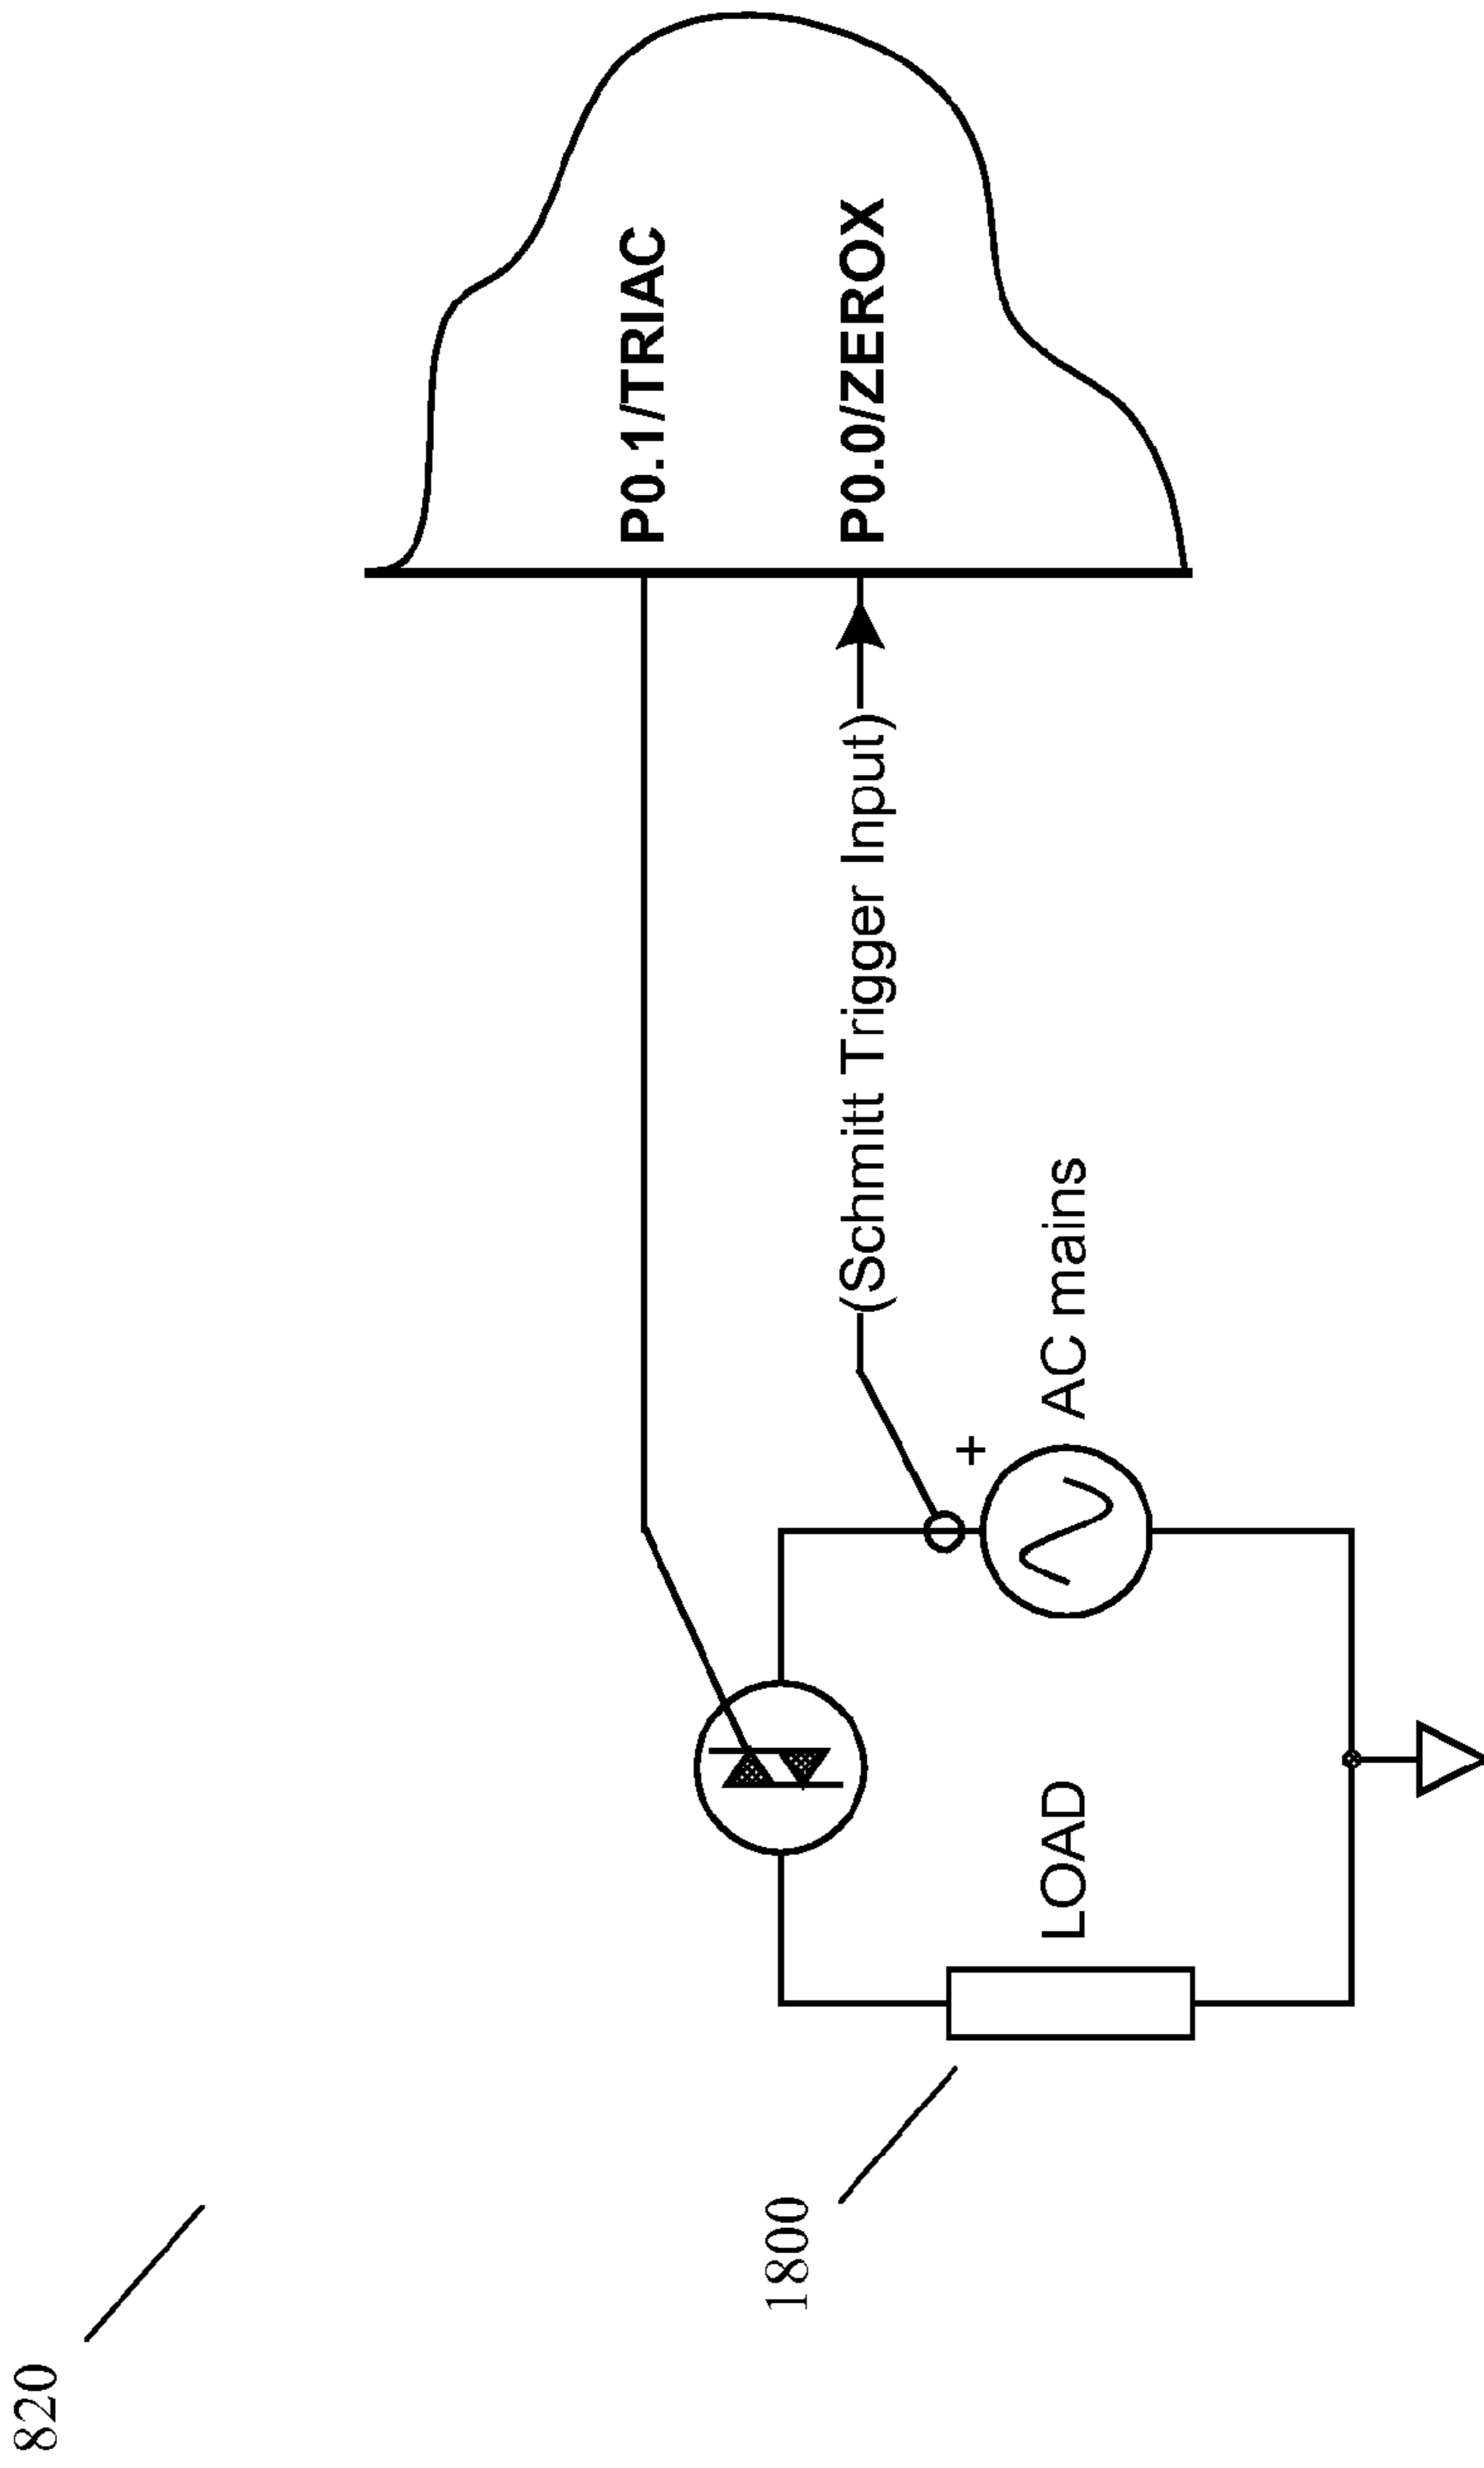 820
P0.1/TRIAC
1800
(Schmitt Trigger Input)
P0.0/ZEROX
+
LOAD
AC mains